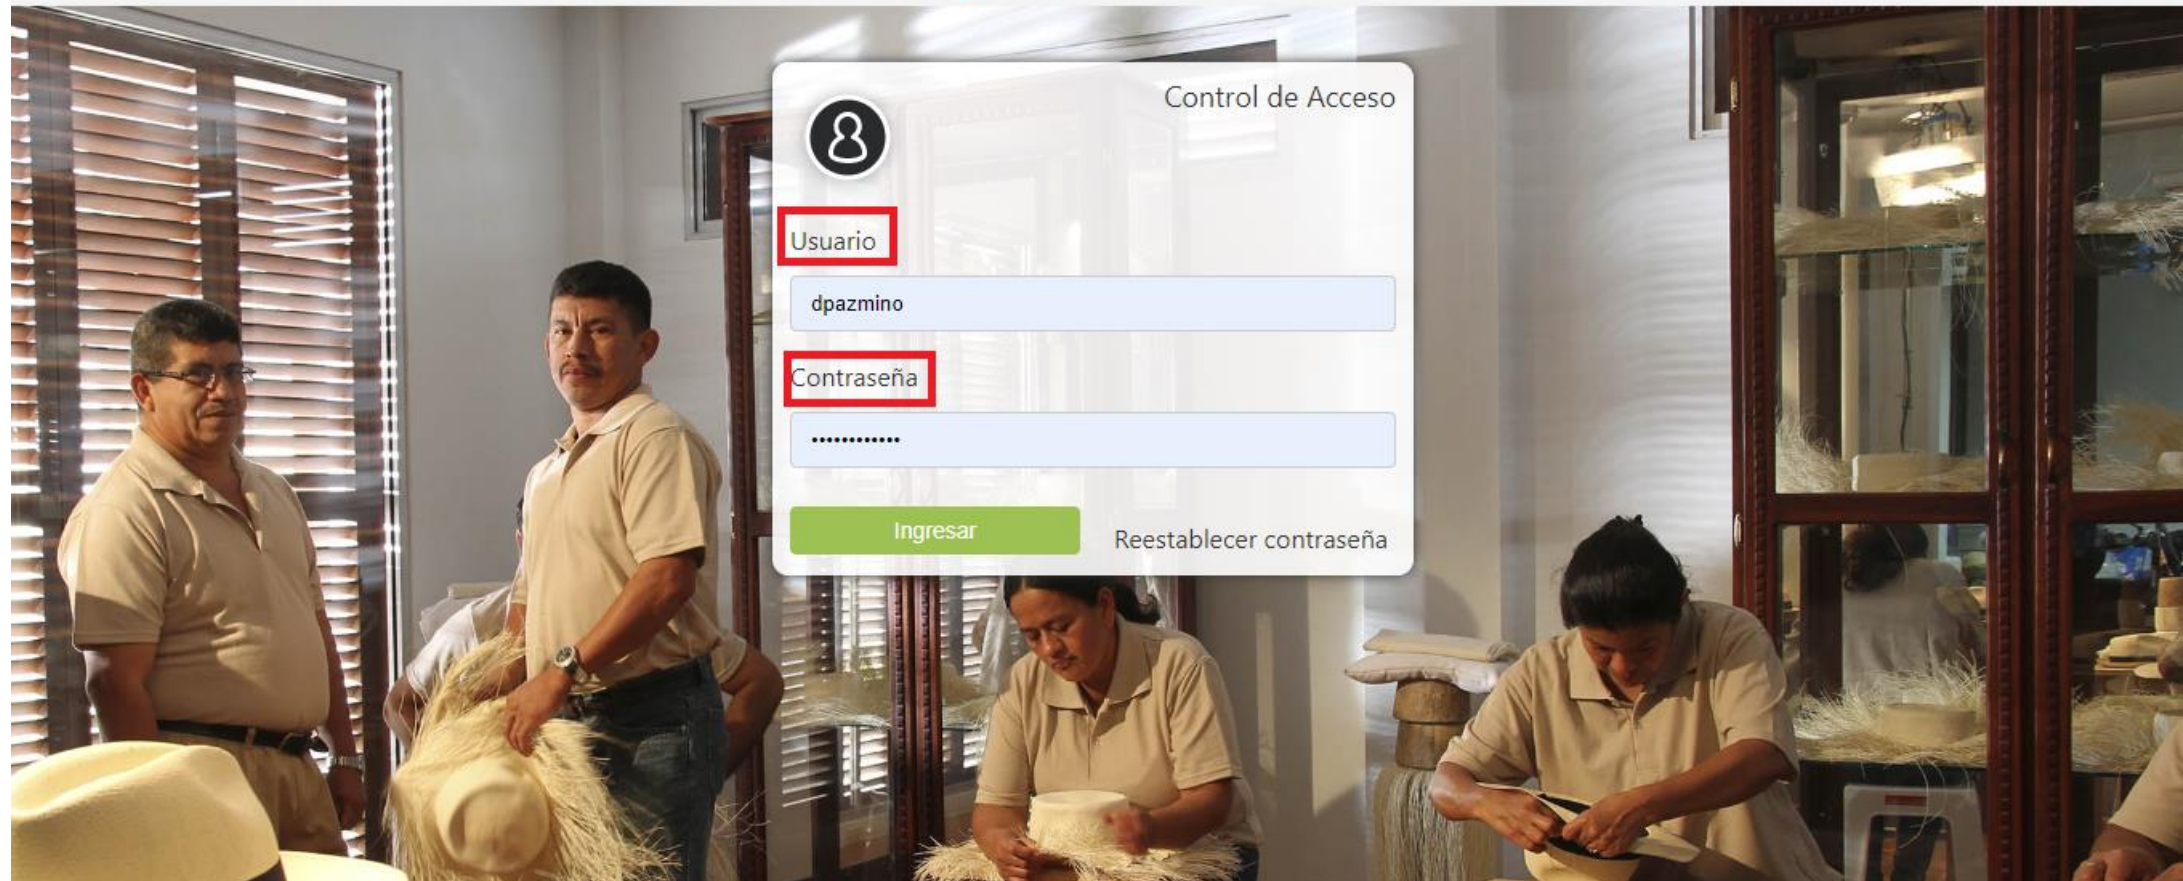 Control de Acceso
Usuario
dpazmino
Contraseña
••••••••••••
Ingresar
Reestablecer contraseña